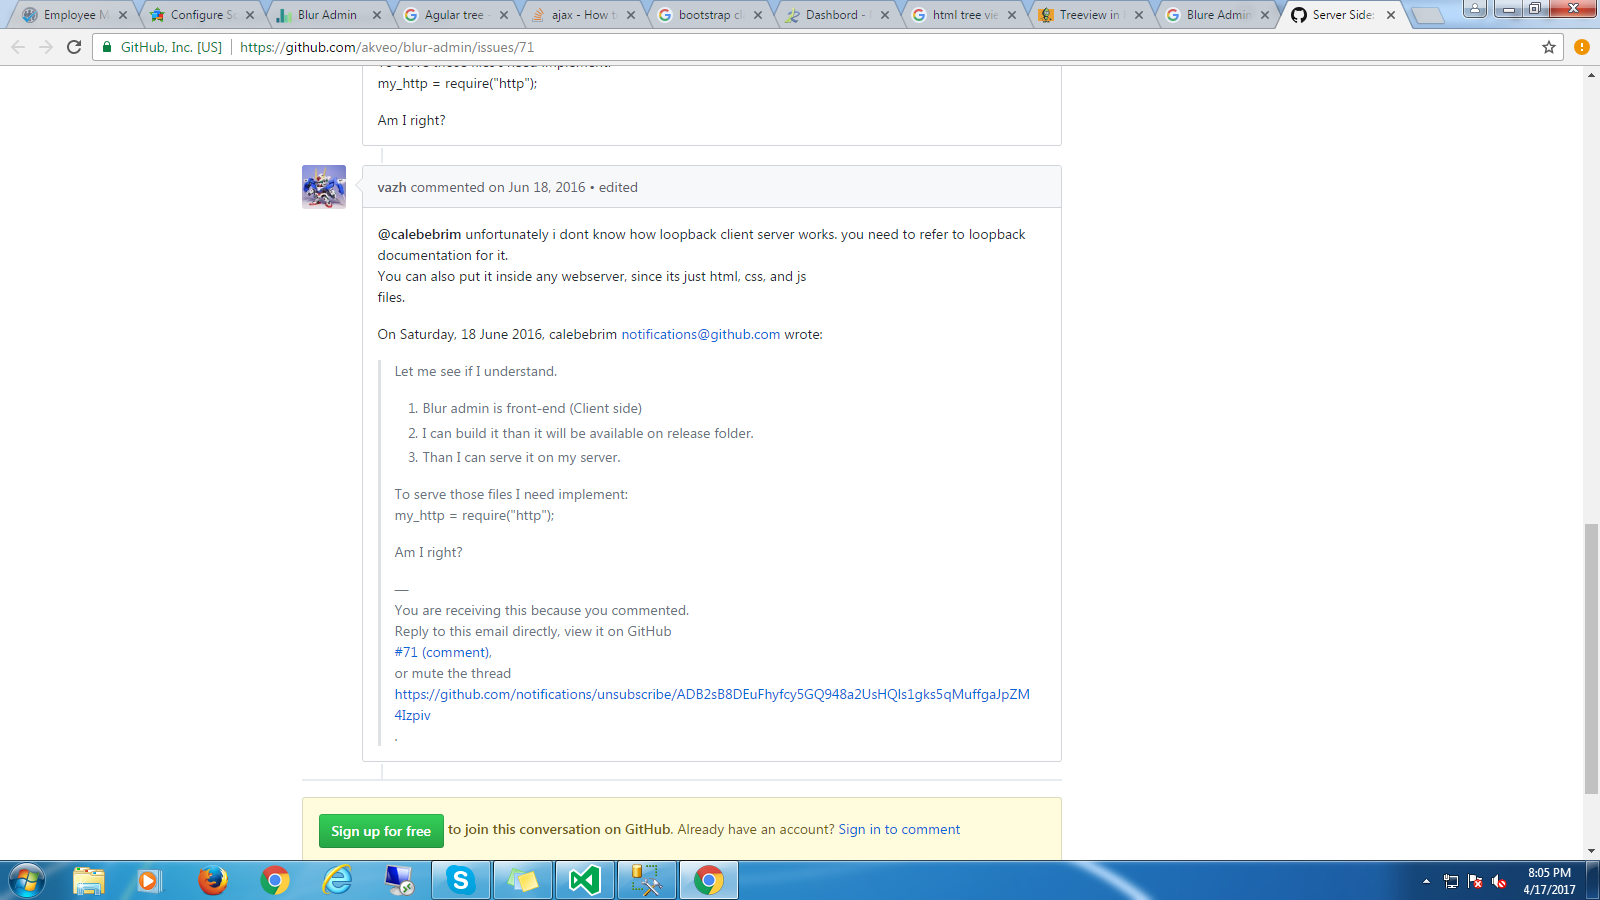 Employee M
Configure Sc
Blur Admin
Agular tree
ajax - How t
bootstrap cl
Dashbord -
html tree vie
Treeview in
Blure Admin
Server Side:
GitHub, Inc. [US]
https://github.com/akveo/blur-admin/issues/71
my_http = require("http");
Am I right?
vazh commented on Jun 18, 2016 • edited
@calebebrim unfortunately i dont know how loopback client server works. you need to refer to loopback
documentation for it.
You can also put it inside any webserver, since its just html, css, and js
files.
On Saturday, 18 June 2016, calebebrim notifications@github.com wrote:
Let me see if I understand.
1. Blur admin is front-end (Client side)
2. I can build it than it will be available on release folder.
3. Than I can serve it on my server.
To serve those files I need implement:
my_http = require("http");
Am I right?
—
You are receiving this because you commented.
Reply to this email directly, view it on GitHub
#71 (comment),
or mute the thread
https://github.com/notifications/unsubscribe/ADB2sB8DEuFhyfcy5GQ948a2UsHQls1gks5qMuffgaJpZM
4Izpiv
.
Sign up for free to join this conversation on GitHub. Already have an account? Sign in to comment
8:05 PM
4/17/2017